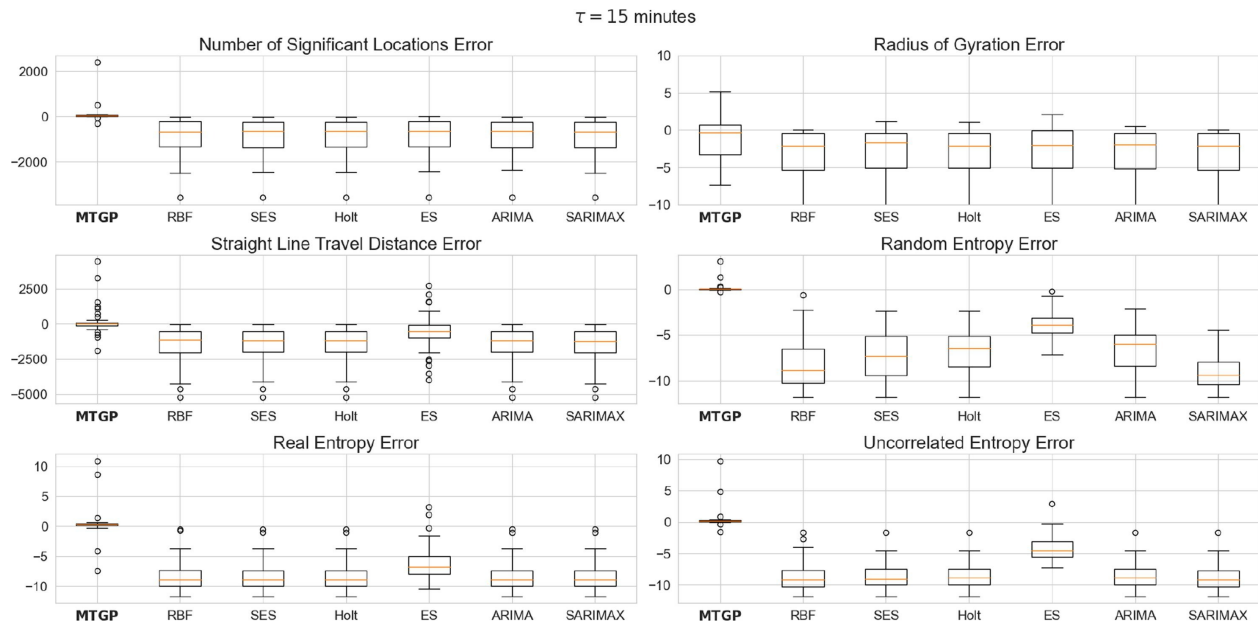 τ = 15 minutes
Number of Significant Locations Error
2000
0
−2000
MTGP RBF SES Holt ES ARIMA SARIMAX
Radius of Gyration Error
10
5
0
−5
−10
MTGP RBF SES Holt ES ARIMA SARIMAX
Straight Line Travel Distance Error
2500
0
−2500
−5000
MTGP RBF SES Holt ES ARIMA SARIMAX
Random Entropy Error
0
−5
−10
MTGP RBF SES Holt ES ARIMA SARIMAX
Real Entropy Error
10
5
0
−5
−10
MTGP RBF SES Holt ES ARIMA SARIMAX
Uncorrelated Entropy Error
10
5
0
−5
−10
MTGP RBF SES Holt ES ARIMA SARIMAX